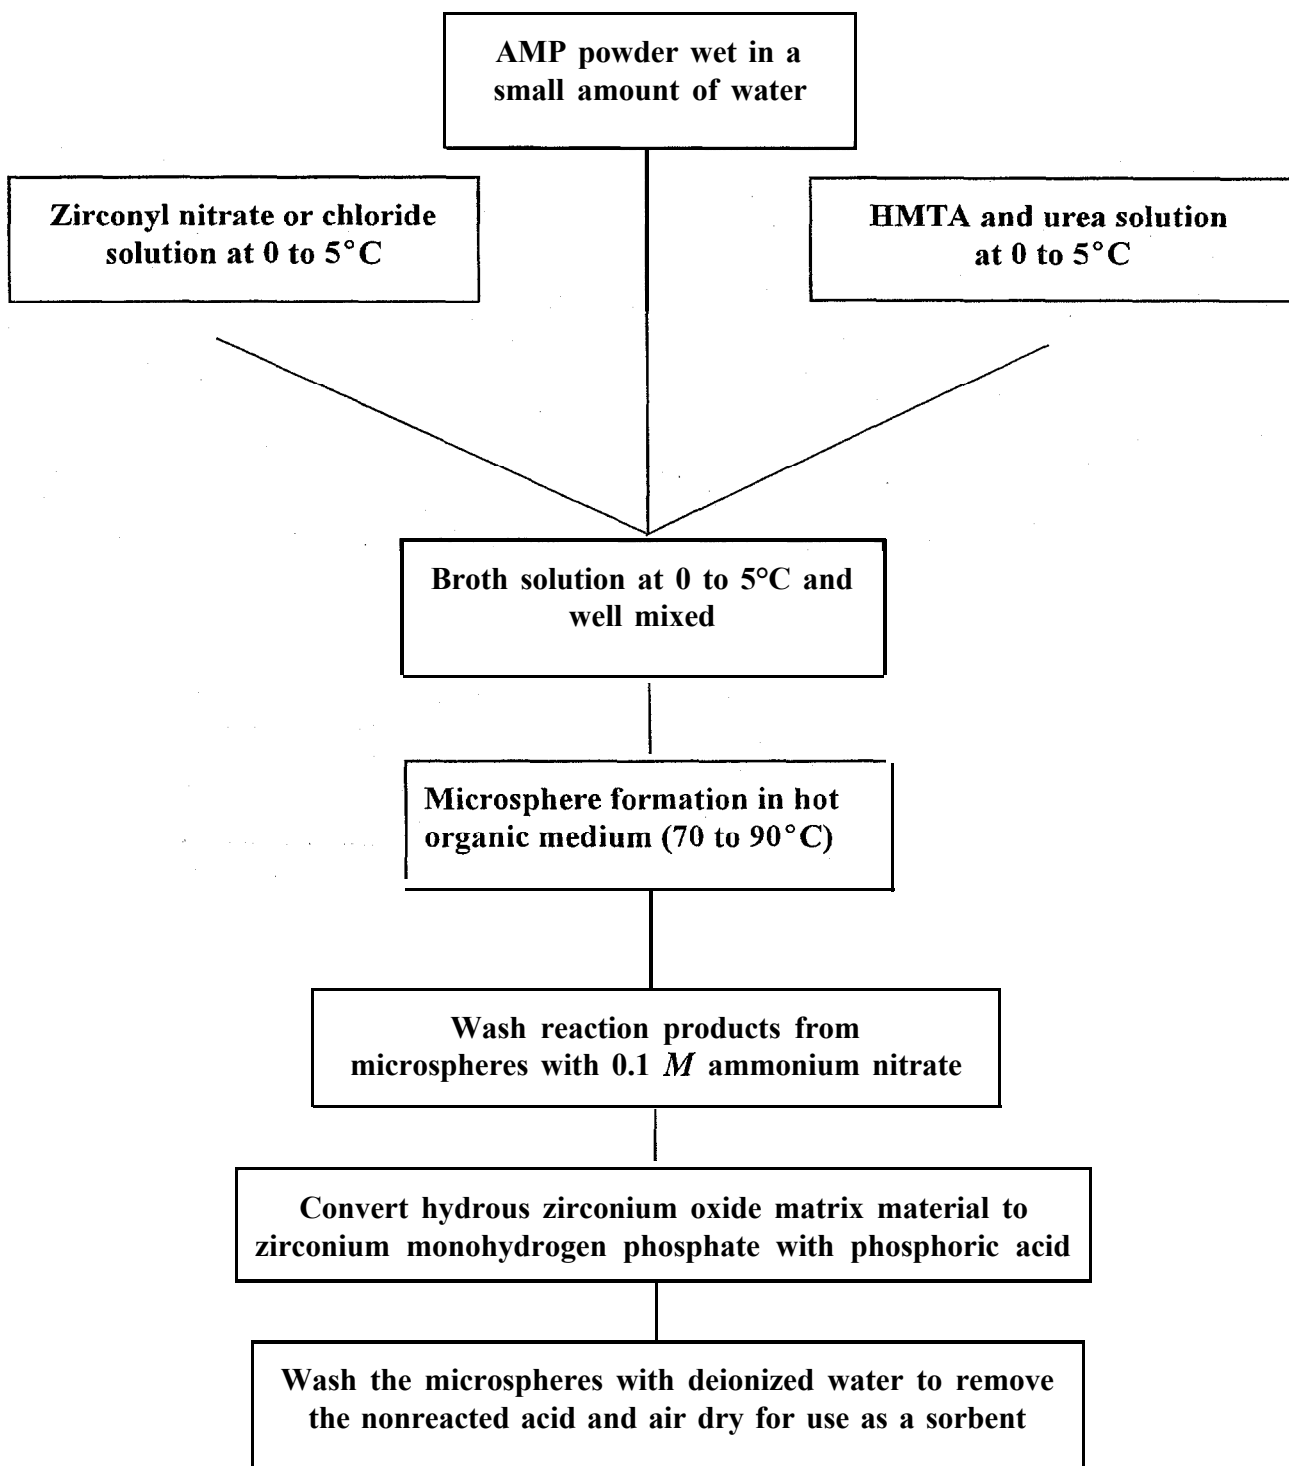 AMP powder wet in a
small amount of water
Zirconyl nitrate or chloride
solution at 0 to 5°C
HMTA and urea solution
at 0 to 5°C
Broth solution at 0 to 5°C and
well mixed
Microsphere formation in hot
organic medium (70 to 90°C)
Wash reaction products from
microspheres with 0.1 M ammonium nitrate
Convert hydrous zirconium oxide matrix material to
zirconium monohydrogen phosphate with phosphoric acid
Wash the microspheres with deionized water to remove
the nonreacted acid and air dry for use as a sorbent